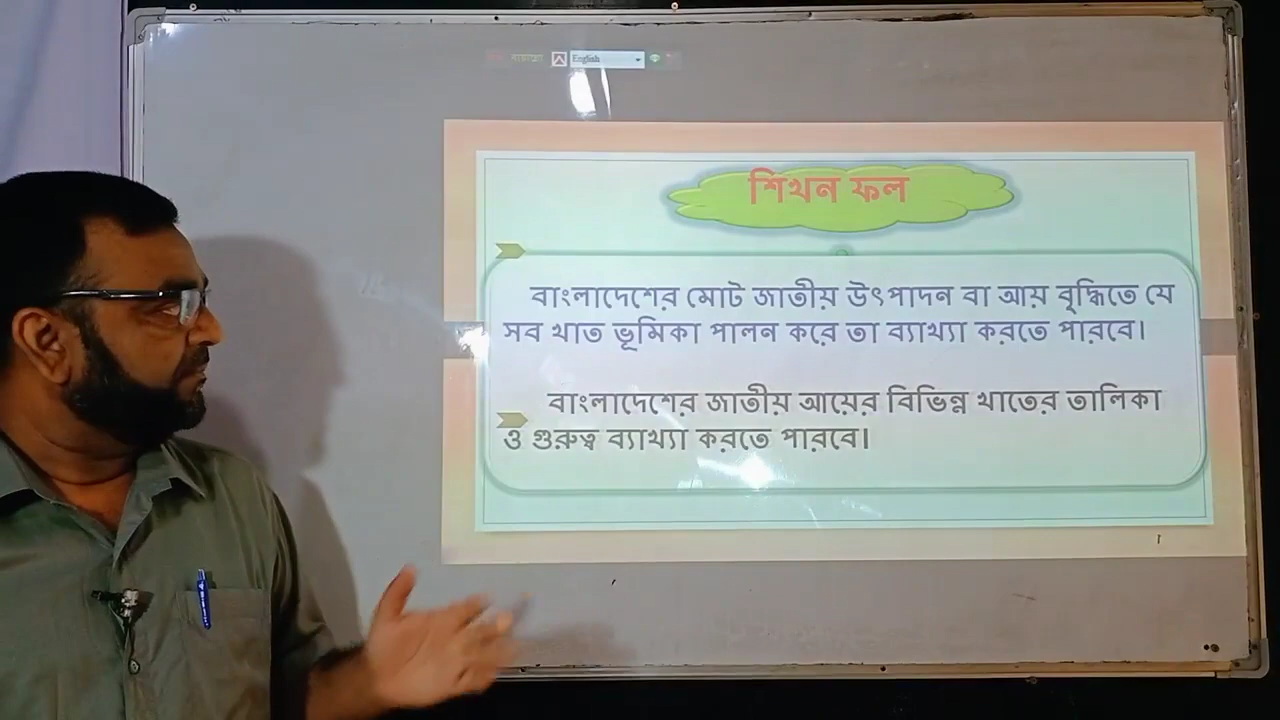 English
শিখন ফল
বাংলাদেশের মোট জাতীয় উৎপাদন বা আয় বৃদ্ধিতে যে
সব খাত ভূমিকা পালন করে তা ব্যাখ্যা করতে পারবে।
বাংলাদেশের জাতীয় আয়ের বিভিন্ন খাতের তালিকা
ও গুরুত্ব ব্যাখ্যা করতে পারবে।